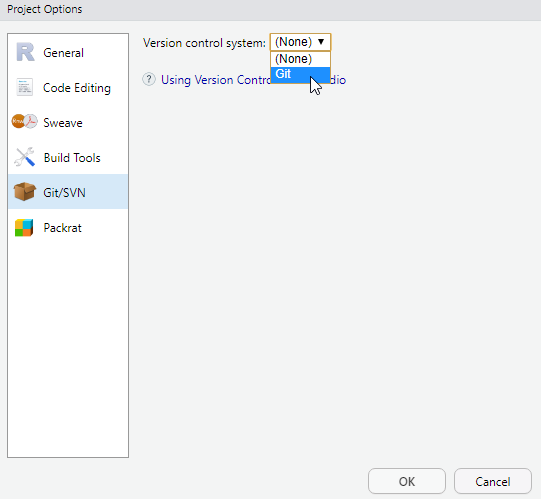 Project Options
General
Code Editing
Sweave
Build Tools
Git/SVN
Packrat
Version control system: (None)
(None)
Git
Using Version Contro dio
OK
Cancel